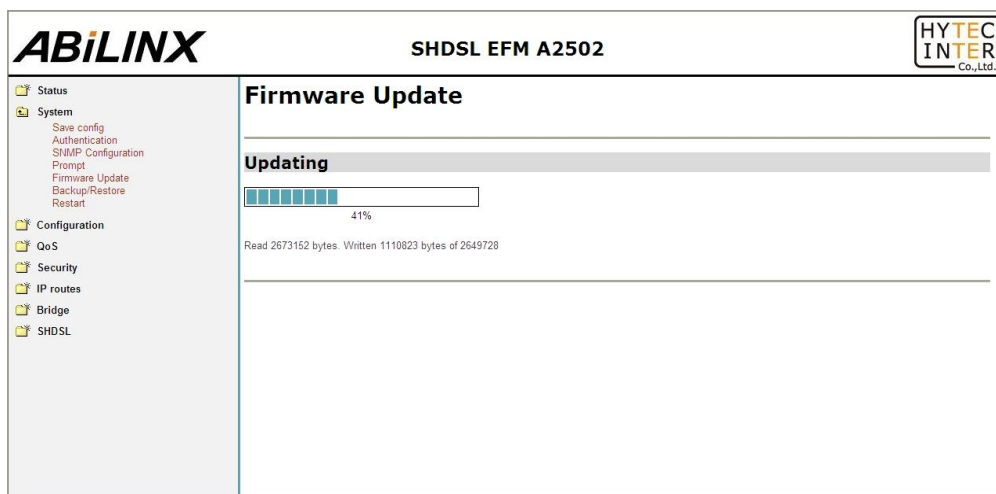 ABiLINX
SHDSL EFM A2502
HYTEC
INTER
Co.,Ltd.
Status
System
Save config
Authentication
SNMP Configuration
Prompt
Firmware Update
Backup/Restore
Restart
Configuration
QoS
Security
IP routes
Bridge
SHDSL
Firmware Update
Updating
41%
Read 2673152 bytes. Written 1110823 bytes of 2649728